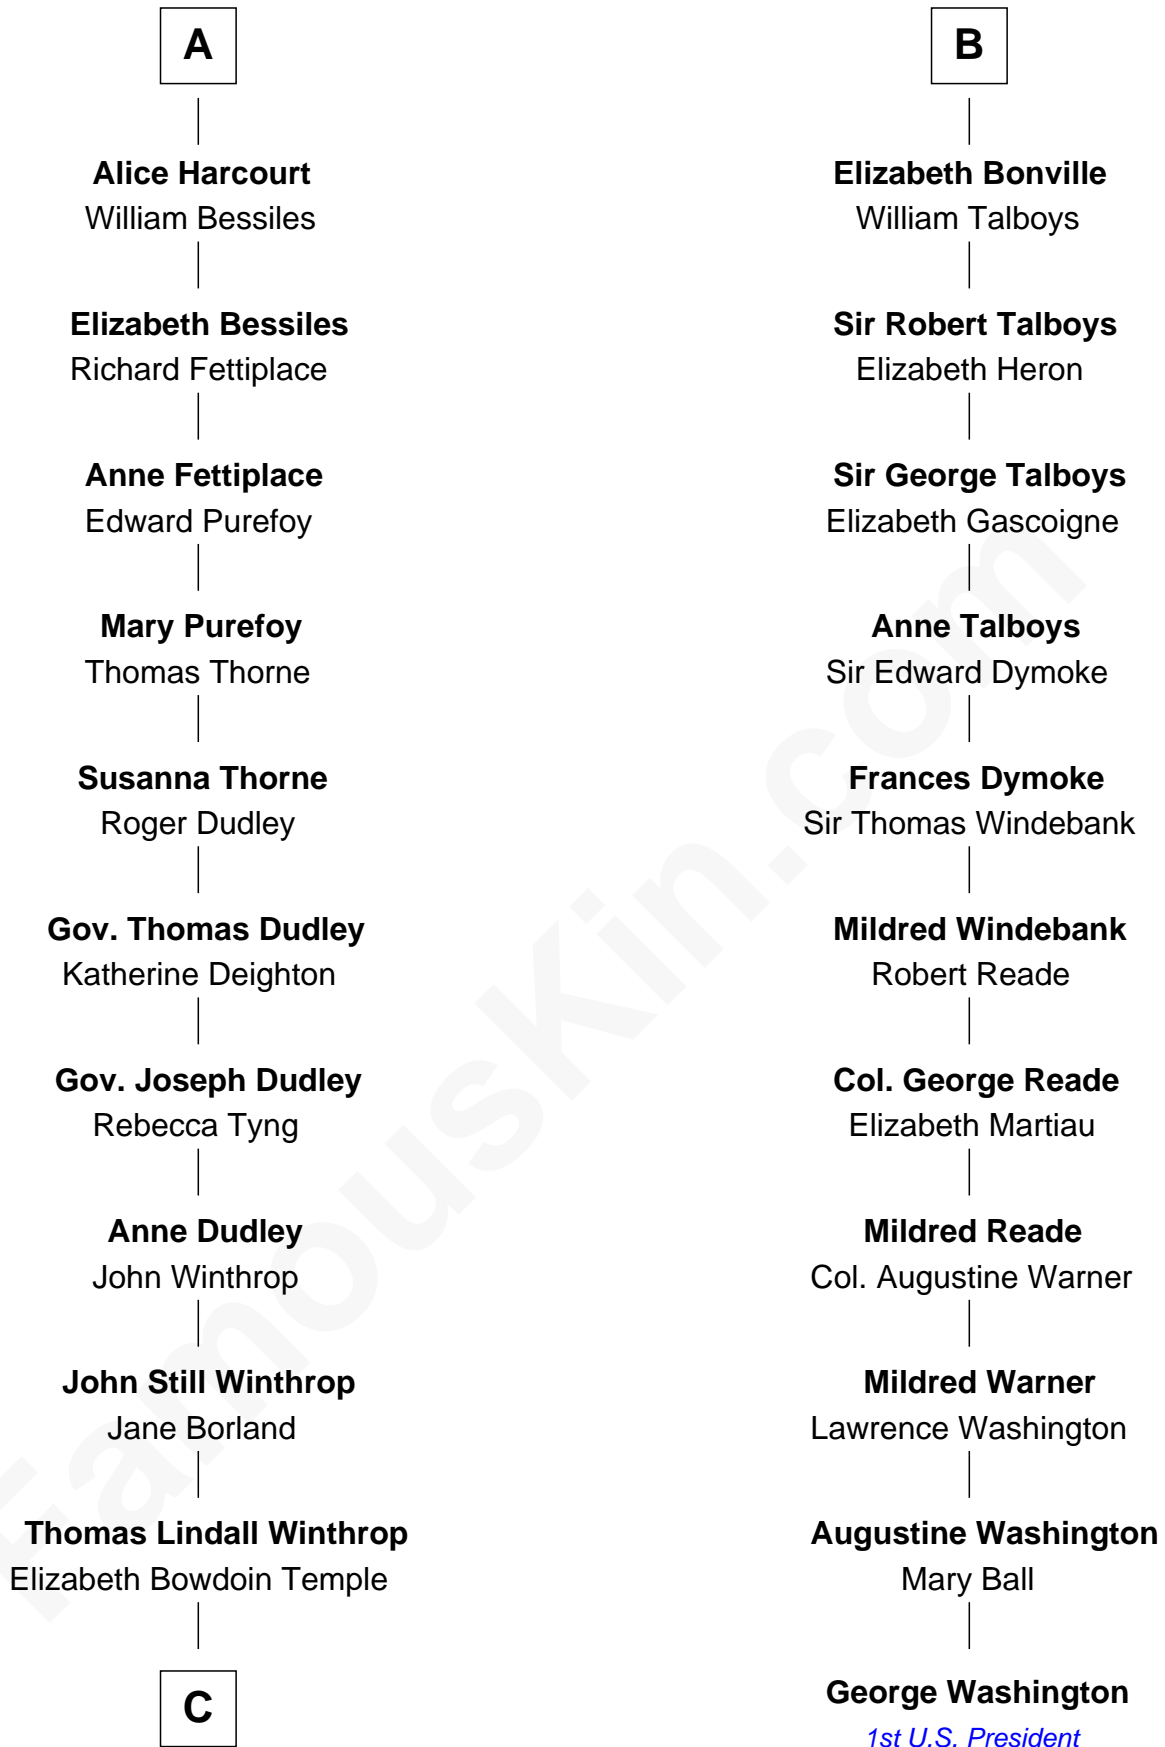 A
Alice Harcourt
William Bessiles
Elizabeth Bessiles
Richard Fettiplace
Anne Fettiplace
Edward Purefoy
Mary Purefoy
Thomas Thorne
Susanna Thorne
Roger Dudley
Gov. Thomas Dudley
Katherine Deighton
Gov. Joseph Dudley
Rebecca Tyng
Anne Dudley
John Winthrop
John Still Winthrop
Jane Borland
Thomas Lindall Winthrop
Elizabeth Bowdoin Temple
C
B
Elizabeth Bonville
William Talboys
Sir Robert Talboys
Elizabeth Heron
Sir George Talboys
Elizabeth Gascoigne
Anne Talboys
Sir Edward Dymoke
Frances Dymoke
Sir Thomas Windebank
Mildred Windebank
Robert Reade
Col. George Reade
Elizabeth Martiau
Mildred Reade
Col. Augustine Warner
Mildred Warner
Lawrence Washington
Augustine Washington
Mary Ball
George Washington
1st U.S. President
FamousKin.com